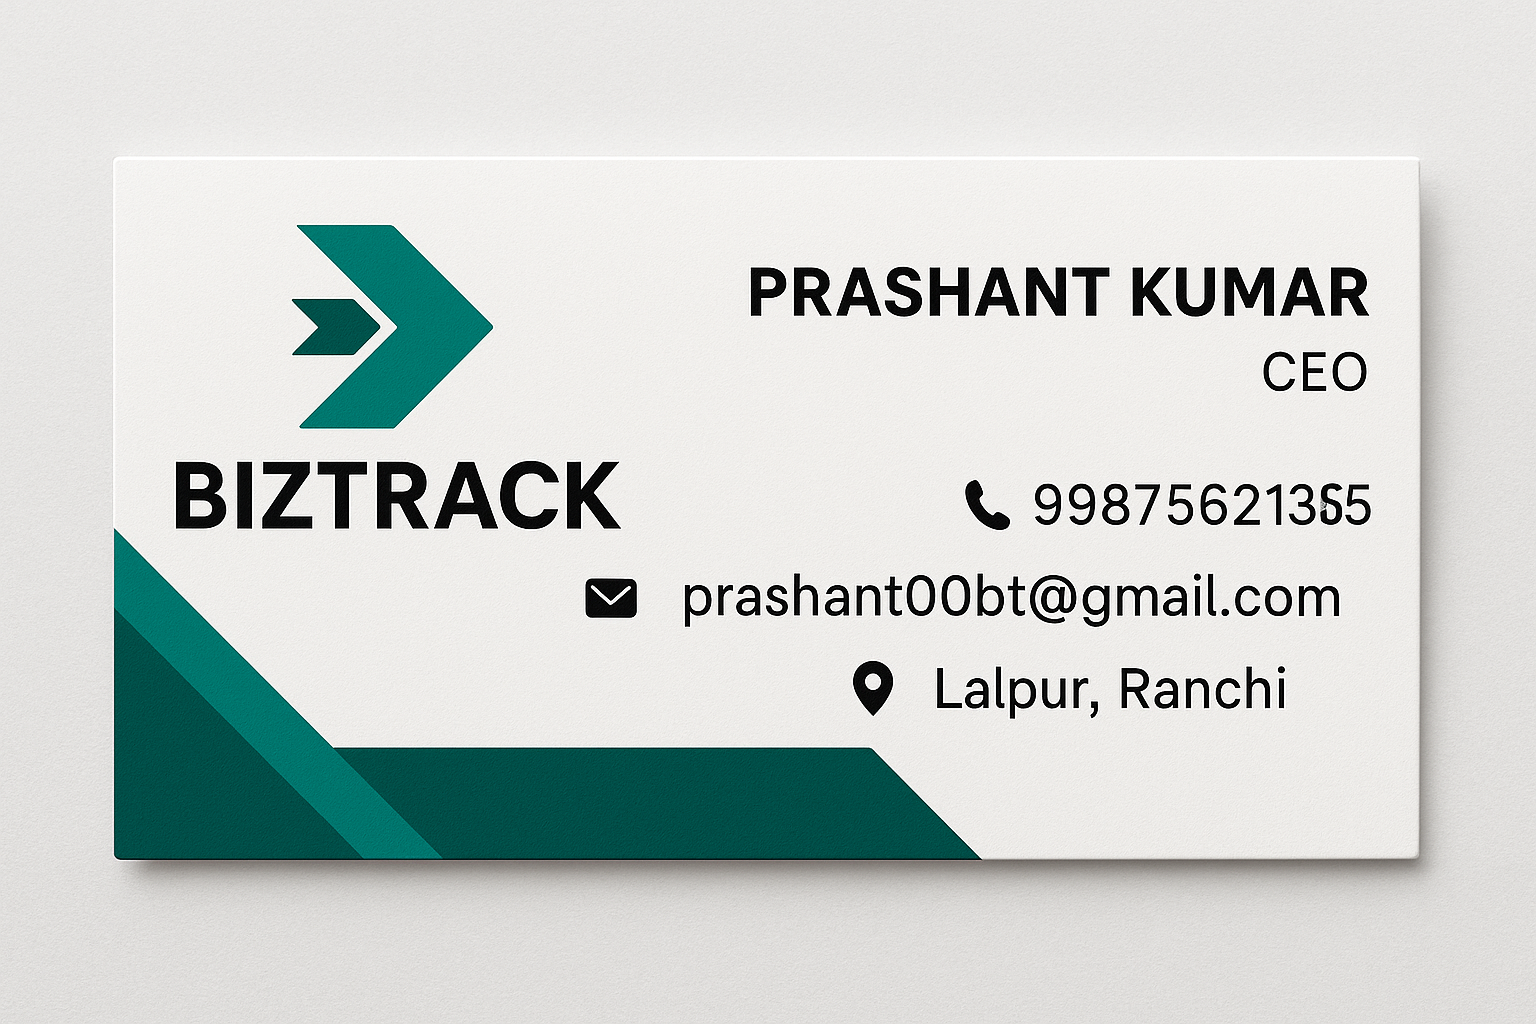 BIZTRACK
PRASHANT KUMAR
CEO
prashant00bt@gmail.com
Lalpur, Ranchi